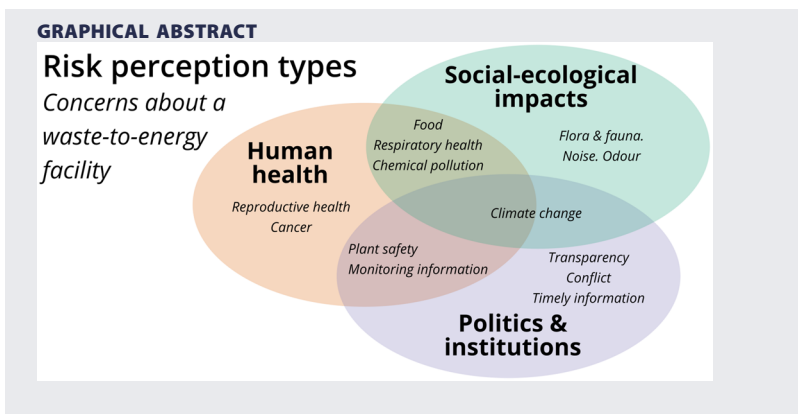 GRAPHICAL ABSTRACT
Risk perception types
Concerns about a
waste-to-energy
facility
Social-ecological
impacts
Flora & fauna.
Noise. Odour
Food
Respiratory health
Chemical pollution
Human
health
Reproductive health
Cancer
Climate change
Plant safety
Monitoring information
Transparency
Conflict
Timely information
Politics &
institutions